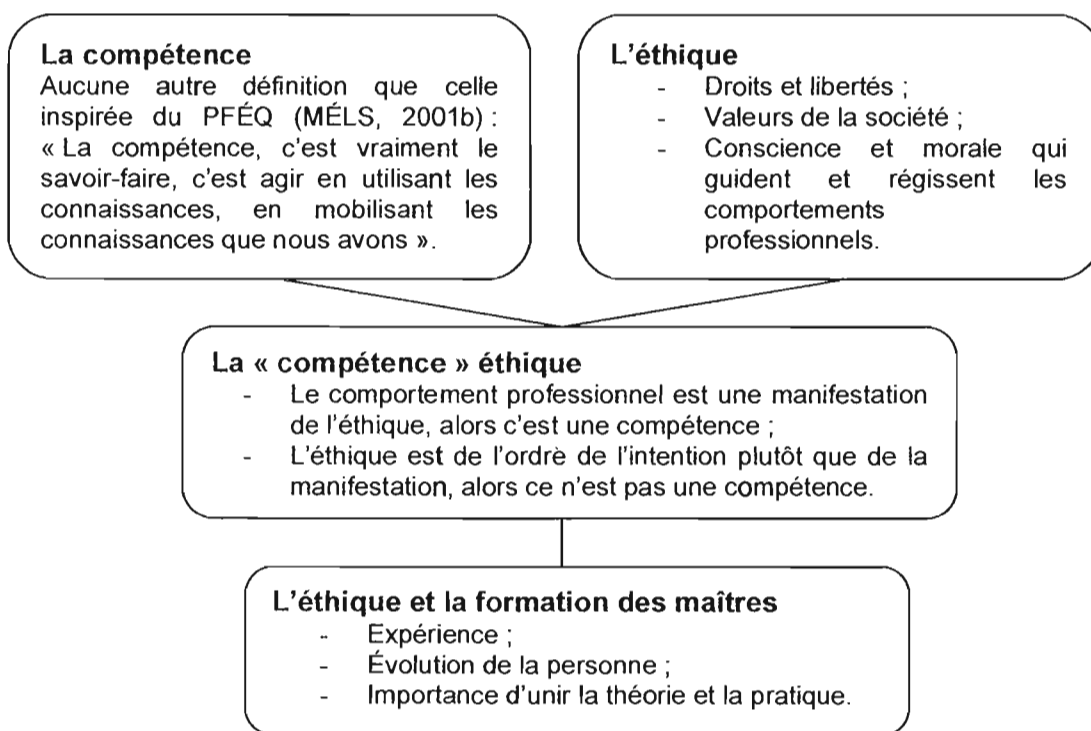 La compétence
Aucune autre définition que celle
inspirée du PFÉQ (MÉLS, 2001b) :
« La compétence, c'est vraiment le
savoir-faire, c'est agir en utilisant les
connaissances, en mobilisant les
connaissances que nous avons ».
L'éthique
- Droits et libertés ;
- Valeurs de la société ;
- Conscience et morale qui
guident et régissent les
comportements
professionnels.
La « compétence » éthique
- Le comportement professionnel est une manifestation
de l'éthique, alors c'est une compétence ;
- L'éthique est de l'ordrè de l'intention plutôt que de la
manifestation, alors ce n'est pas une compétence.
L'éthique et la formation des maîtres
- Expérience ;
- Évolution de la personne ;
- Importance d'unir la théorie et la pratique.